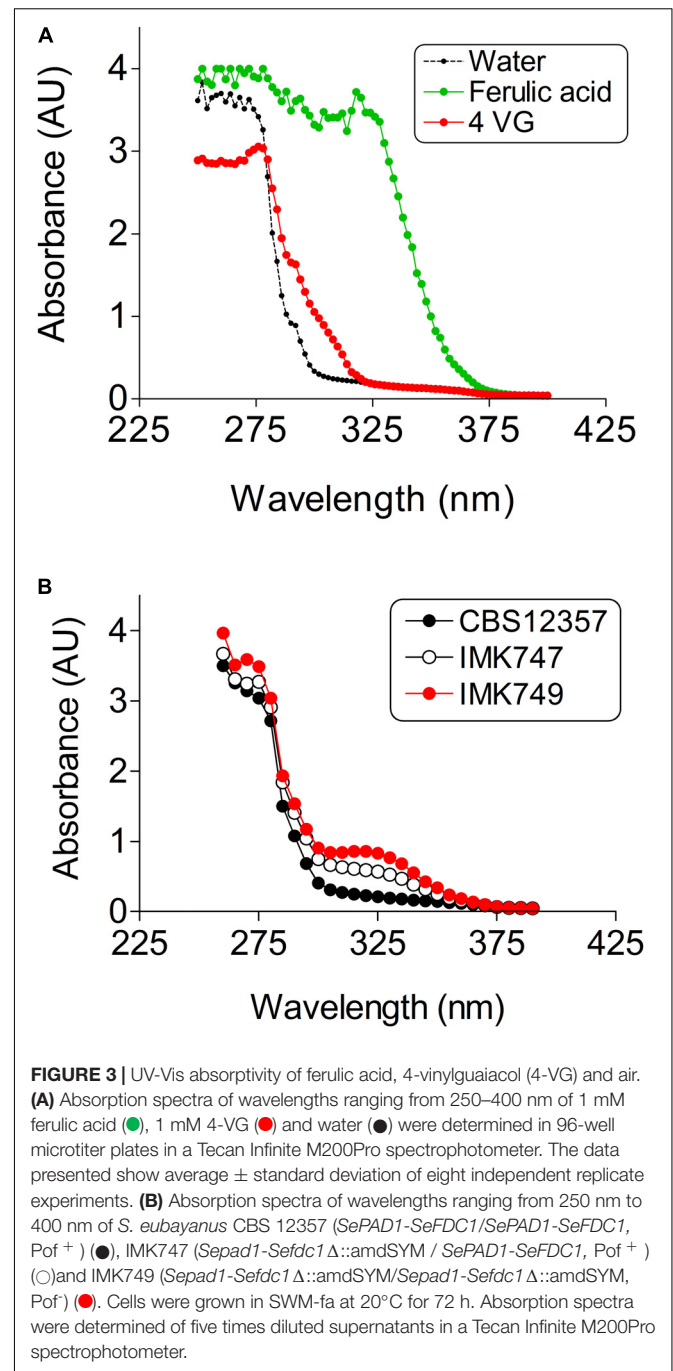 A
Absorbance (AU)
4
3
2
1
0
Water
Ferulic acid
4 VG
225 275 325 375 425
Wavelength (nm)
B
Absorbance (AU)
4
3
2
1
0
CBS12357
IMK747
IMK749
225 275 325 375 425
Wavelength (nm)
FIGURE 3 | UV-Vis absorptivity of ferulic acid, 4-vinylguaiacol (4-VG) and air.
(A) Absorption spectra of wavelengths ranging from 250–400 nm of 1 mM
ferulic acid (●), 1 mM 4-VG (●) and water (●) were determined in 96-well
microtiter plates in a Tecan Infinite M200Pro spectrophotometer. The data
presented show average ± standard deviation of eight independent replicate
experiments. (B) Absorption spectra of wavelengths ranging from 250 nm to
400 nm of S. eubayanus CBS 12357 (SePAD1-SeFDC1/SePAD1-SeFDC1,
Pof + ) (●), IMK747 (Sepad1-Sefdc1Δ::amdSYM / SePAD1-SeFDC1, Pof + )
(○)and IMK749 (Sepad1-Sefdc1Δ::amdSYM/Sepad1-Sefdc1Δ::amdSYM,
Pof-) (●). Cells were grown in SWM-fa at 20°C for 72 h. Absorption spectra
were determined of five times diluted supernatants in a Tecan Infinite M200Pro
spectrophotometer.